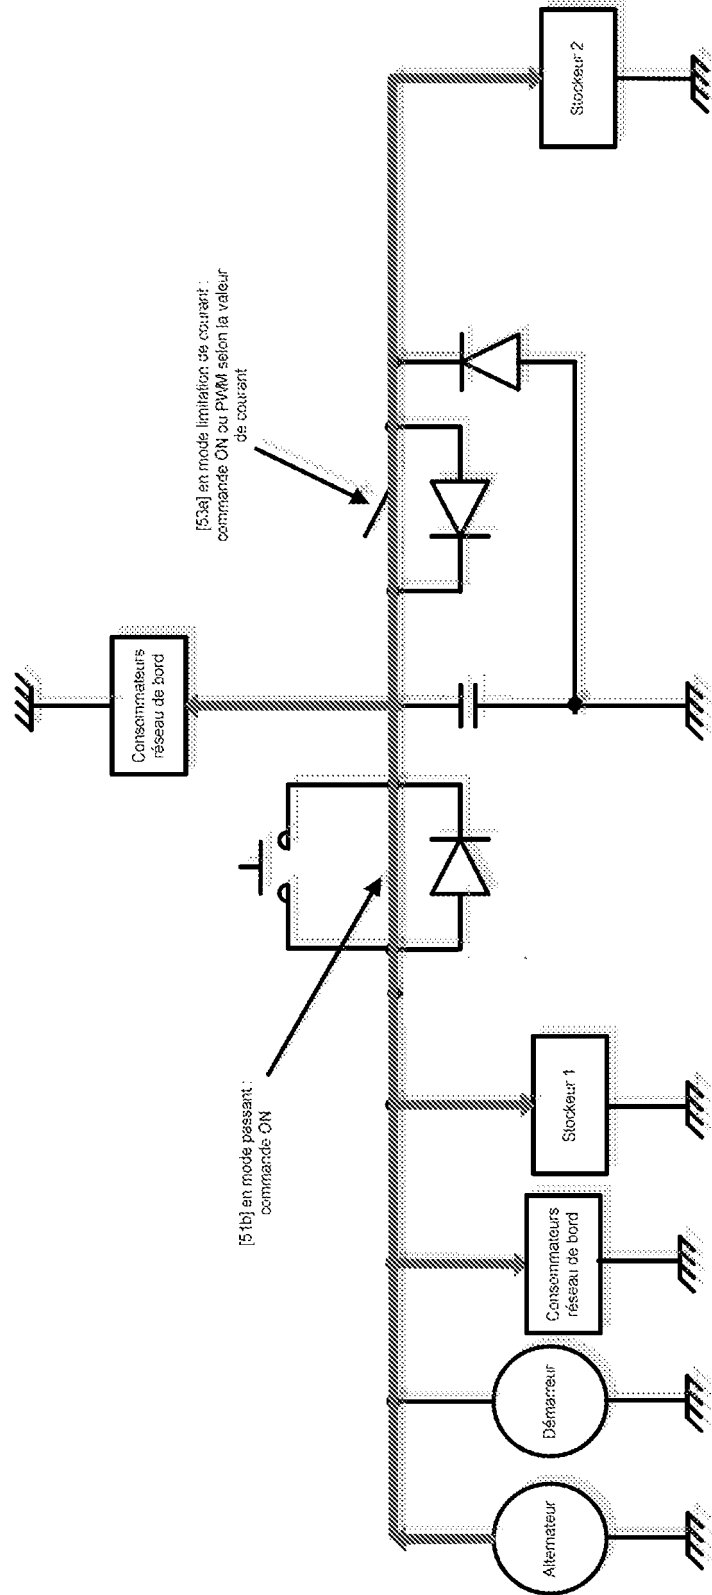 Alternateur
Démarreur
Consommateurs
réseau de bord
Stockeur 1
[51b] en mode passant :
commande ON
Consommateurs
réseau de bord
[53a] en mode limitation de courant :
commande ON ou PWM selon la valeur
de courant
Stockeur 2